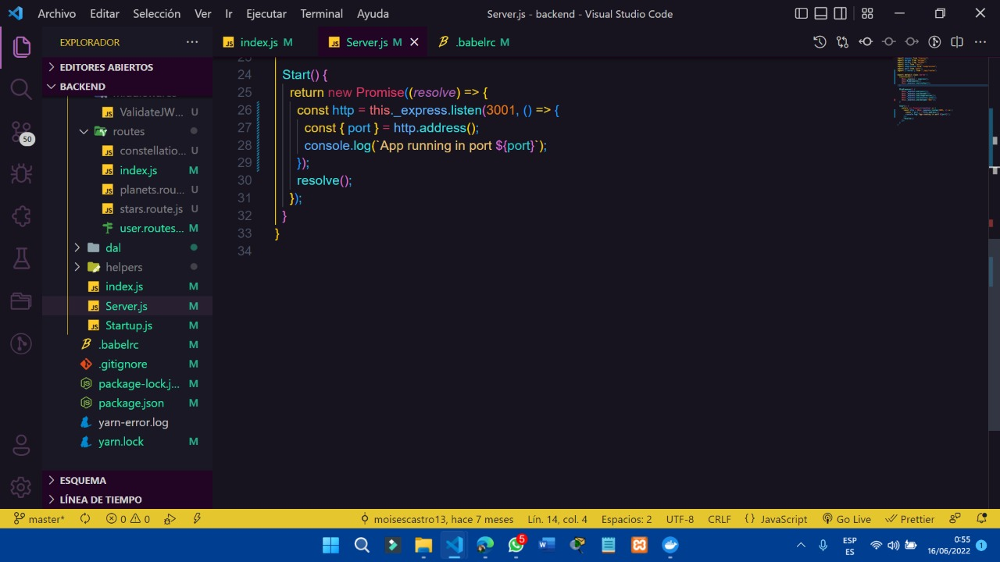 Archivo Editar Selección Ver Ir Ejecutar Terminal Ayuda
Server.js - backend - Visual Studio Code
EXPLORADOR
index.js M
Server.js M
.babelrc M
EDITORES ABIERTOS
BACKEND
ValidateJW...
routes
constellatio... U
index.js M
planets.rou... U
stars.route.js U
user.routes... M
dal
helpers
index.js M
Server.js M
Startup.js M
.babelrc M
.gitignore M
package-lock.j... M
package.json M
yarn-error.log
yarn.lock M
ESQUEMA
LÍNEA DE TIEMPO
50
24 Start() {
25 return new Promise((resolve) => {
26 const http = this._express.listen(3001, () => {
27 const { port } = http.address();
28 console.log(`App running in port ${port}`);
29 });
30 resolve();
31 });
32 }
33 }
34
master* 0 0 moisescastro13, hace 7 meses Lín. 14, col. 4 Espacios: 2 UTF-8 CRLF {} JavaScript Go Live Prettier
5
ESP
ES
0:55
16/06/2022
1